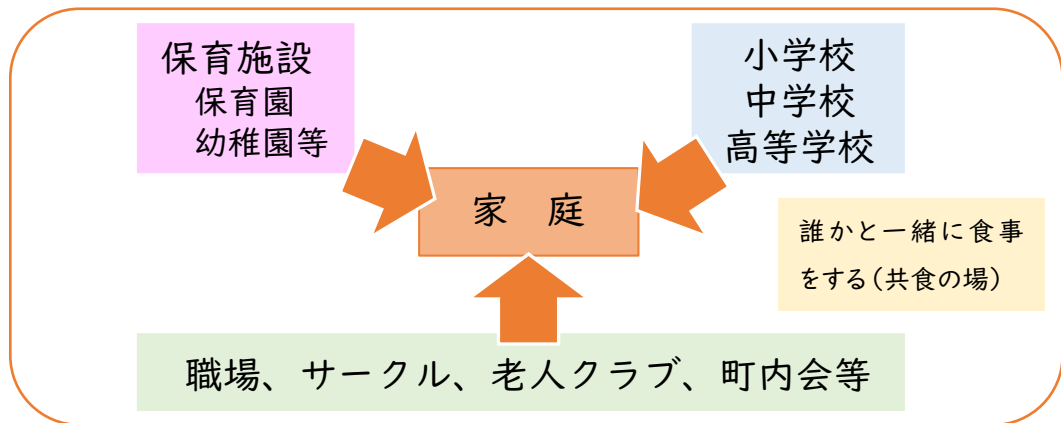 保育施設
保育園
幼稚園等
小学校
中学校
高等学校
家　庭
誰かと一緒に食事
をする(共食の場)
職場、サークル、老人クラブ、町内会等